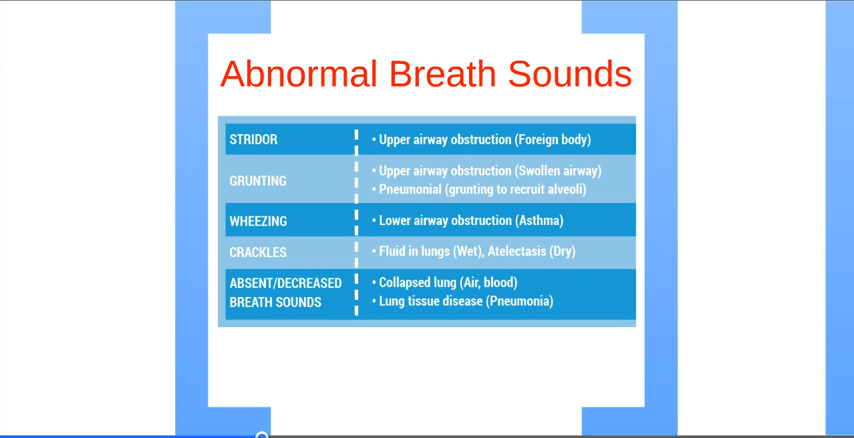 Abnormal Breath Sounds
STRIDOR
• Upper airway obstruction (Foreign body)
GRUNTING
• Upper airway obstruction (Swollen airway)
• Pneumonial (grunting to recruit alveoli)
WHEEZING
• Lower airway obstruction (Asthma)
CRACKLES
• Fluid in lungs (Wet), Atelectasis (Dry)
ABSENT/DECREASED
BREATH SOUNDS
• Collapsed lung (Air, blood)
• Lung tissue disease (Pneumonia)